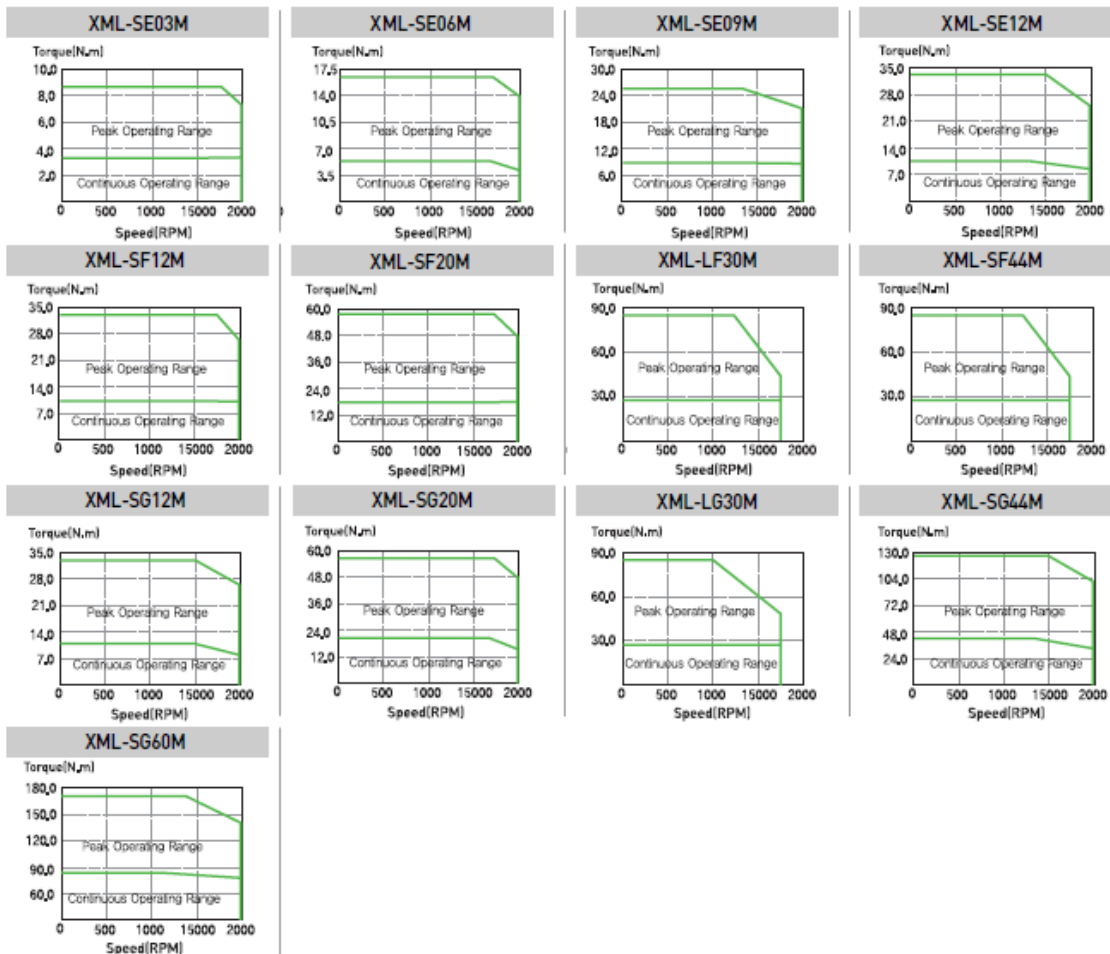 XML-SE03M
Torque(N.m)
10.0
8.0
6.0
Peak Operating Range
4.0
2.0
Continuous Operating Range
0 500 1000 15000 2000
Speed(RPM)
XML-SE06M
Torque(N.m)
17.5
14.0
10.5
Peak Operating Range
7.0
3.5
Continuous Operating Range
0 500 1000 15000 2000
Speed(RPM)
XML-SE09M
Torque(N.m)
30.0
24.0
18.0
Peak Operating Range
12.0
6.0
Continuous Operating Range
0 500 1000 15000 2000
Speed(RPM)
XML-SE12M
Torque(N.m)
35.0
28.0
21.0
Peak Operating Range
14.0
7.0
Continuous Operating Range
0 500 1000 15000 2000
Speed(RPM)
XML-SF12M
Torque(N.m)
35.0
28.0
21.0
Peak Operating Range
14.0
7.0
Continuous Operating Range
0 500 1000 15000 2000
Speed(RPM)
XML-SF20M
Torque(N.m)
60.0
48.0
36.0
Peak Operating Range
24.0
12.0
Continuous Operating Range
0 500 1000 15000 2000
Speed(RPM)
XML-LF30M
Torque(N.m)
90.0
60.0
Peak Operating Range
30.0
Continuous Operating Range
0 500 1000 15000 2000
Speed(RPM)
XML-SF44M
Torque(N.m)
90.0
60.0
Peak Operating Range
30.0
Continuous Operating Range
0 500 1000 15000 2000
Speed(RPM)
XML-SG12M
Torque(N.m)
35.0
28.0
21.0
Peak Operating Range
14.0
7.0
Continuous Operating Range
0 500 1000 15000 2000
Speed(RPM)
XML-SG20M
Torque(N.m)
60.0
48.0
36.0
Peak Operating Range
24.0
12.0
Continuous Operating Range
0 500 1000 15000 2000
Speed(RPM)
XML-LG30M
Torque(N.m)
90.0
60.0
Peak Operating Range
30.0
Continuous Operating Range
0 500 1000 15000 2000
Speed(RPM)
XML-SG44M
Torque(N.m)
130.0
104.0
72.0
Peak Operating Range
48.0
24.0
Continuous Operating Range
0 500 1000 15000 2000
Speed(RPM)
XML-SG60M
Torque(N.m)
180.0
150.0
120.0
Peak Operating Range
90.0
60.0
Continuous Operating Range
0 500 1000 15000 2000
Speed(RPM)